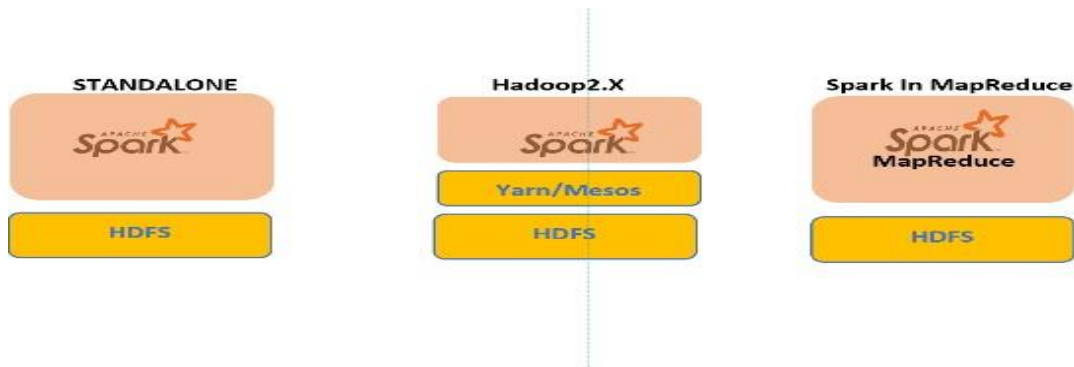 STANDALONE
APACHE
Spark
HDFS
Hadoop2.X
APACHE
Spark
Yarn/Mesos
HDFS
Spark In MapReduce
APACHE
Spark
MapReduce
HDFS